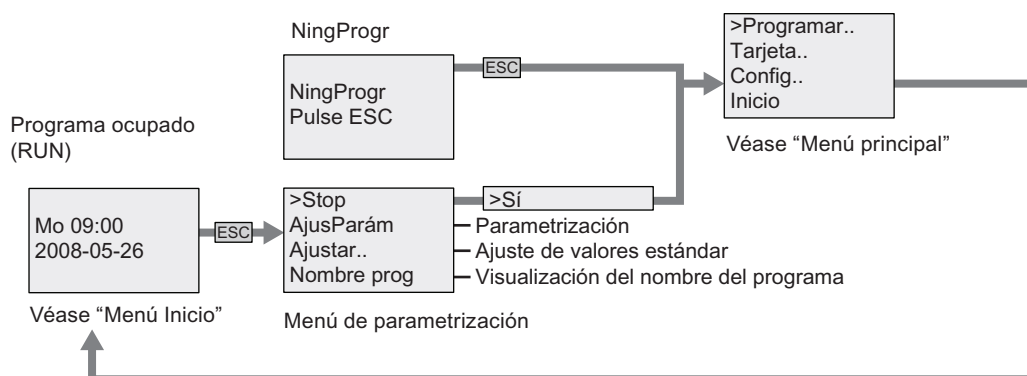 NingProgr
NingProgr
Pulse ESC
ESC
>Programar..
Tarjeta..
Config..
Inicio
Véase “Menú principal”
Programa ocupado
(RUN)
Mo 09:00
2008-05-26
Véase “Menú Inicio”
ESC
>Stop
AjusParám
Ajustar..
Nombre prog
Menú de parametrización
>Sí
Parametrización
Ajuste de valores estándar
Visualización del nombre del programa